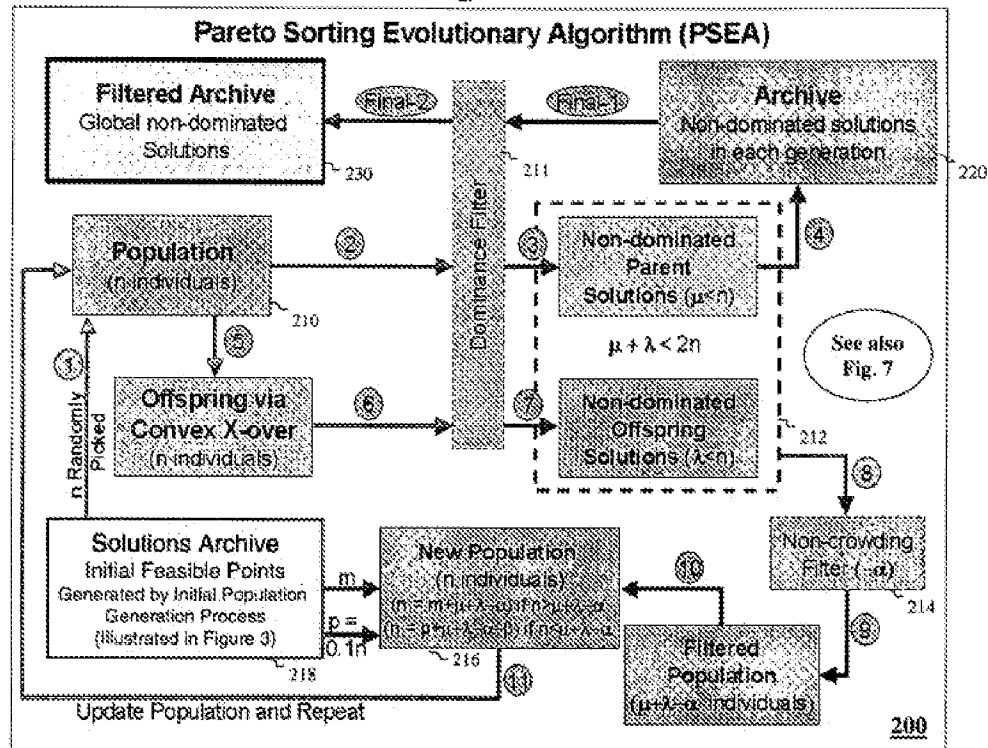 Pareto Sorting Evolutionary Algorithm (PSEA)
Filtered Archive
Global non-dominated
Solutions
230
Final-2
Final-1
Archive
Non-dominated solutions
in each generation
220
211
Dominance Filter
Population
(n individuals)
210
2
3
Non-dominated
Parent
Solutions (μ<n)
4
μ + λ < 2n
See also
Fig. 7
1
n Randomly
Picked
5
Offspring via
Convex X-over
(n individuals)
6
7
Non-dominated
Offspring
Solutions (λ<n)
212
8
Solutions Archive
Initial Feasible Points
Generated by Initial Population
Generation Process
(Illustrated in Figure 3)
218
m
p =
0.1n
New Population
(n individuals)
(n = m+μ+λ-α) if n>μ+λ-α
(n = p+μ+λ-α-β) if n<μ+λ-α
216
10
Non-crowding
Filter (-α)
214
9
Filtered
Population
(μ+λ-α individuals)
11
Update Population and Repeat
200